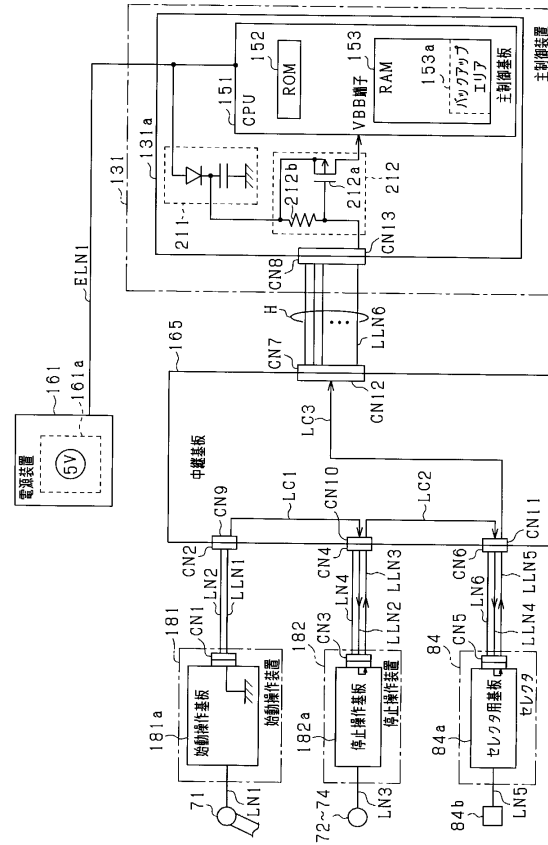 電源装置
161
161a
5V
ELN1
131
131a
211
151
CPU
152
ROM
153
RAM
153a
バックアップ
エリア
VBB端子
主制御基板
主制御装置
212b
212a
212
CN8
CN13
H
LLN6
165
CN7
CN12
中継基板
LC3
LC1
LC2
CN9
CN2
CN10
CN4
CN6
CN11
LN2
LLN1
LN4
LLN2
LLN3
LN6
LLN4
LLN5
181
CN1
181a
始動操作基板
始動操作装置
71
LN1
182
CN3
182a
停止操作基板
停止操作装置
72~74
LN3
84
CN5
84a
セレクタ用基板
セレクタ
84b
LN5